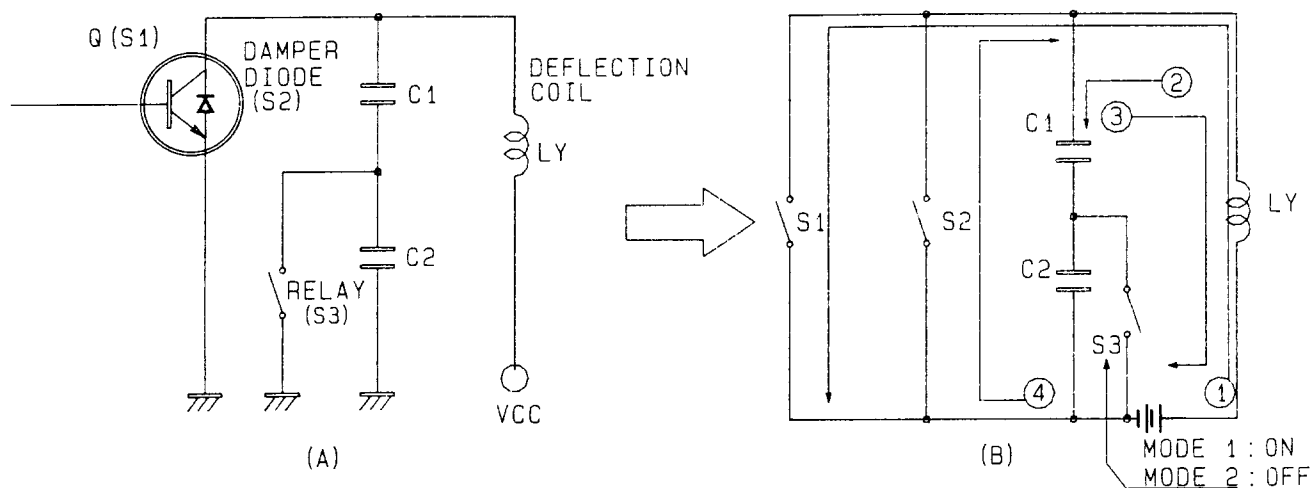 Q(S1)
DAMPER
DIODE
(S2)
C1
DEFLECTION
COIL
LY
C2
RELAY
(S3)
VCC
(A)
2
C1
3
S1
S2
LY
C2
S3
4
1
(B)
MODE 1:ON
MODE 2:OFF